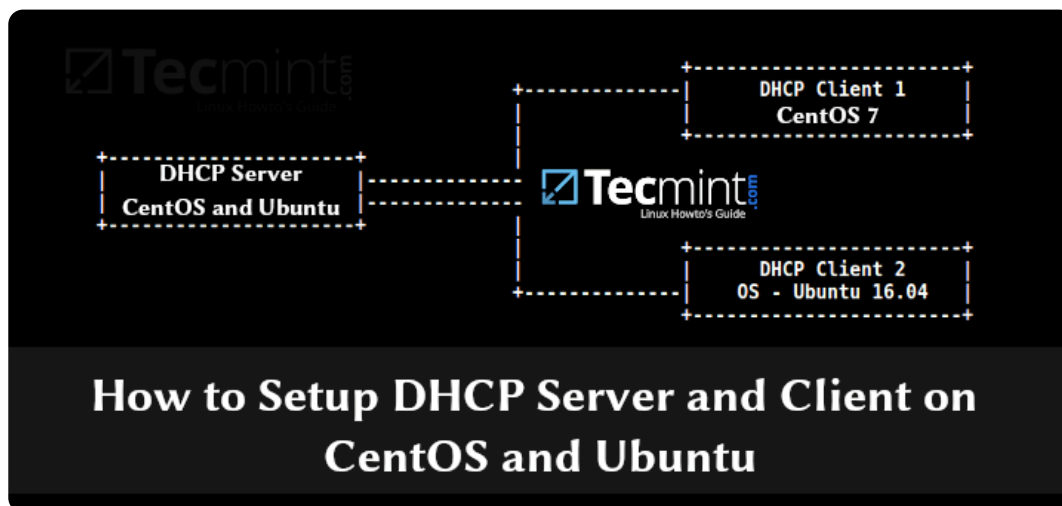 Tecmint.com
Linux Howto's Guide
DHCP Client 1
CentOS 7
DHCP Server
CentOS and Ubuntu
Tecmint.com
Linux Howto's Guide
DHCP Client 2
OS - Ubuntu 16.04
How to Setup DHCP Server and Client on
CentOS and Ubuntu